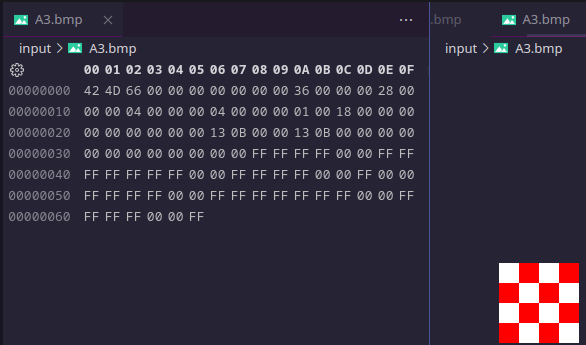 A3.bmp
.bmp
A3.bmp
input > A3.bmp
input > A3.bmp
00 01 02 03 04 05 06 07 08 09 0A 0B 0C 0D 0E 0F
00000000 42 4D 66 00 00 00 00 00 00 00 36 00 00 00 28 00
00000010 00 00 04 00 00 00 04 00 00 00 01 00 18 00 00 00
00000020 00 00 00 00 00 00 13 0B 00 00 13 0B 00 00 00 00
00000030 00 00 00 00 00 00 00 00 FF FF FF FF 00 00 FF FF
00000040 FF FF FF FF FF 00 00 FF FF FF FF 00 00 FF 00 00
00000050 FF FF FF FF 00 00 FF FF FF FF FF FF FF 00 00 FF
00000060 FF FF FF 00 00 FF